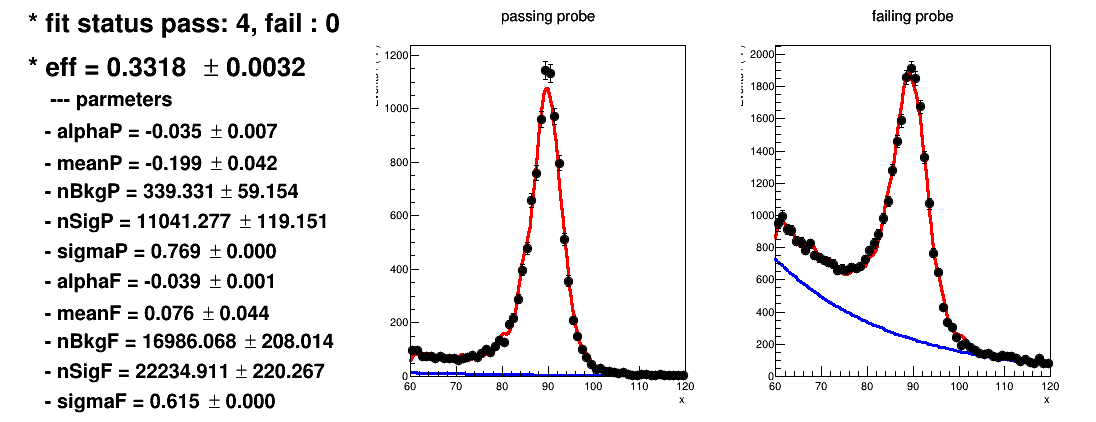 * fit status pass: 4, fail : 0
* eff = 0.3318 ± 0.0032
--- parmeters
- alphaP = -0.035 ± 0.007
- meanP = -0.199 ± 0.042
- nBkgP = 339.331 ± 59.154
- nSigP = 11041.277 ± 119.151
- sigmaP = 0.769 ± 0.000
- alphaF = -0.039 ± 0.001
- meanF = 0.076 ± 0.044
- nBkgF = 16986.068 ± 208.014
- nSigF = 22234.911 ± 220.267
- sigmaF = 0.615 ± 0.000
passing probe
1200
1000
800
600
400
200
0
60 70 80 90 100 110 120
x
failing probe
2000
1800
1600
1400
1200
1000
800
600
400
200
0
60 70 80 90 100 110 120
x